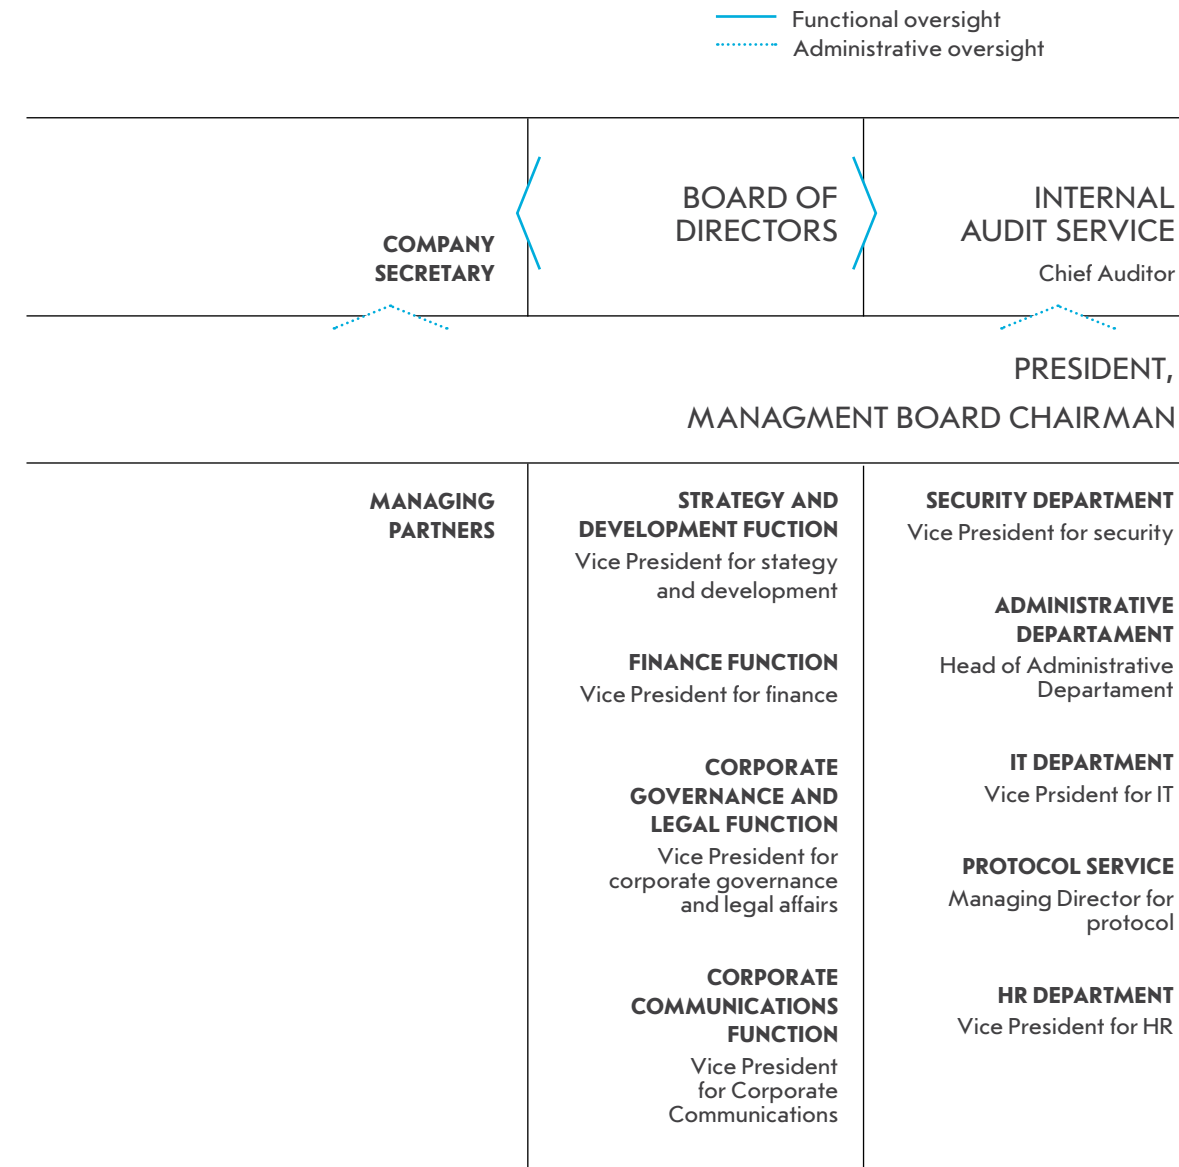 Functional oversight
Administrative oversight
COMPANY
SECRETARY
BOARD OF
DIRECTORS
INTERNAL
AUDIT SERVICE
Chief Auditor
PRESIDENT,
MANAGMENT BOARD CHAIRMAN
MANAGING
PARTNERS
STRATEGY AND
DEVELOPMENT FUCTION
Vice President for stategy
and development
FINANCE FUNCTION
Vice President for finance
CORPORATE
GOVERNANCE AND
LEGAL FUNCTION
Vice President for
corporate governance
and legal affairs
CORPORATE
COMMUNICATIONS
FUNCTION
Vice President
for Corporate
Communications
SECURITY DEPARTMENT
Vice President for security
ADMINISTRATIVE
DEPARTAMENT
Head of Administrative
Departament
IT DEPARTMENT
Vice Prsident for IT
PROTOCOL SERVICE
Managing Director for
protocol
HR DEPARTMENT
Vice President for HR